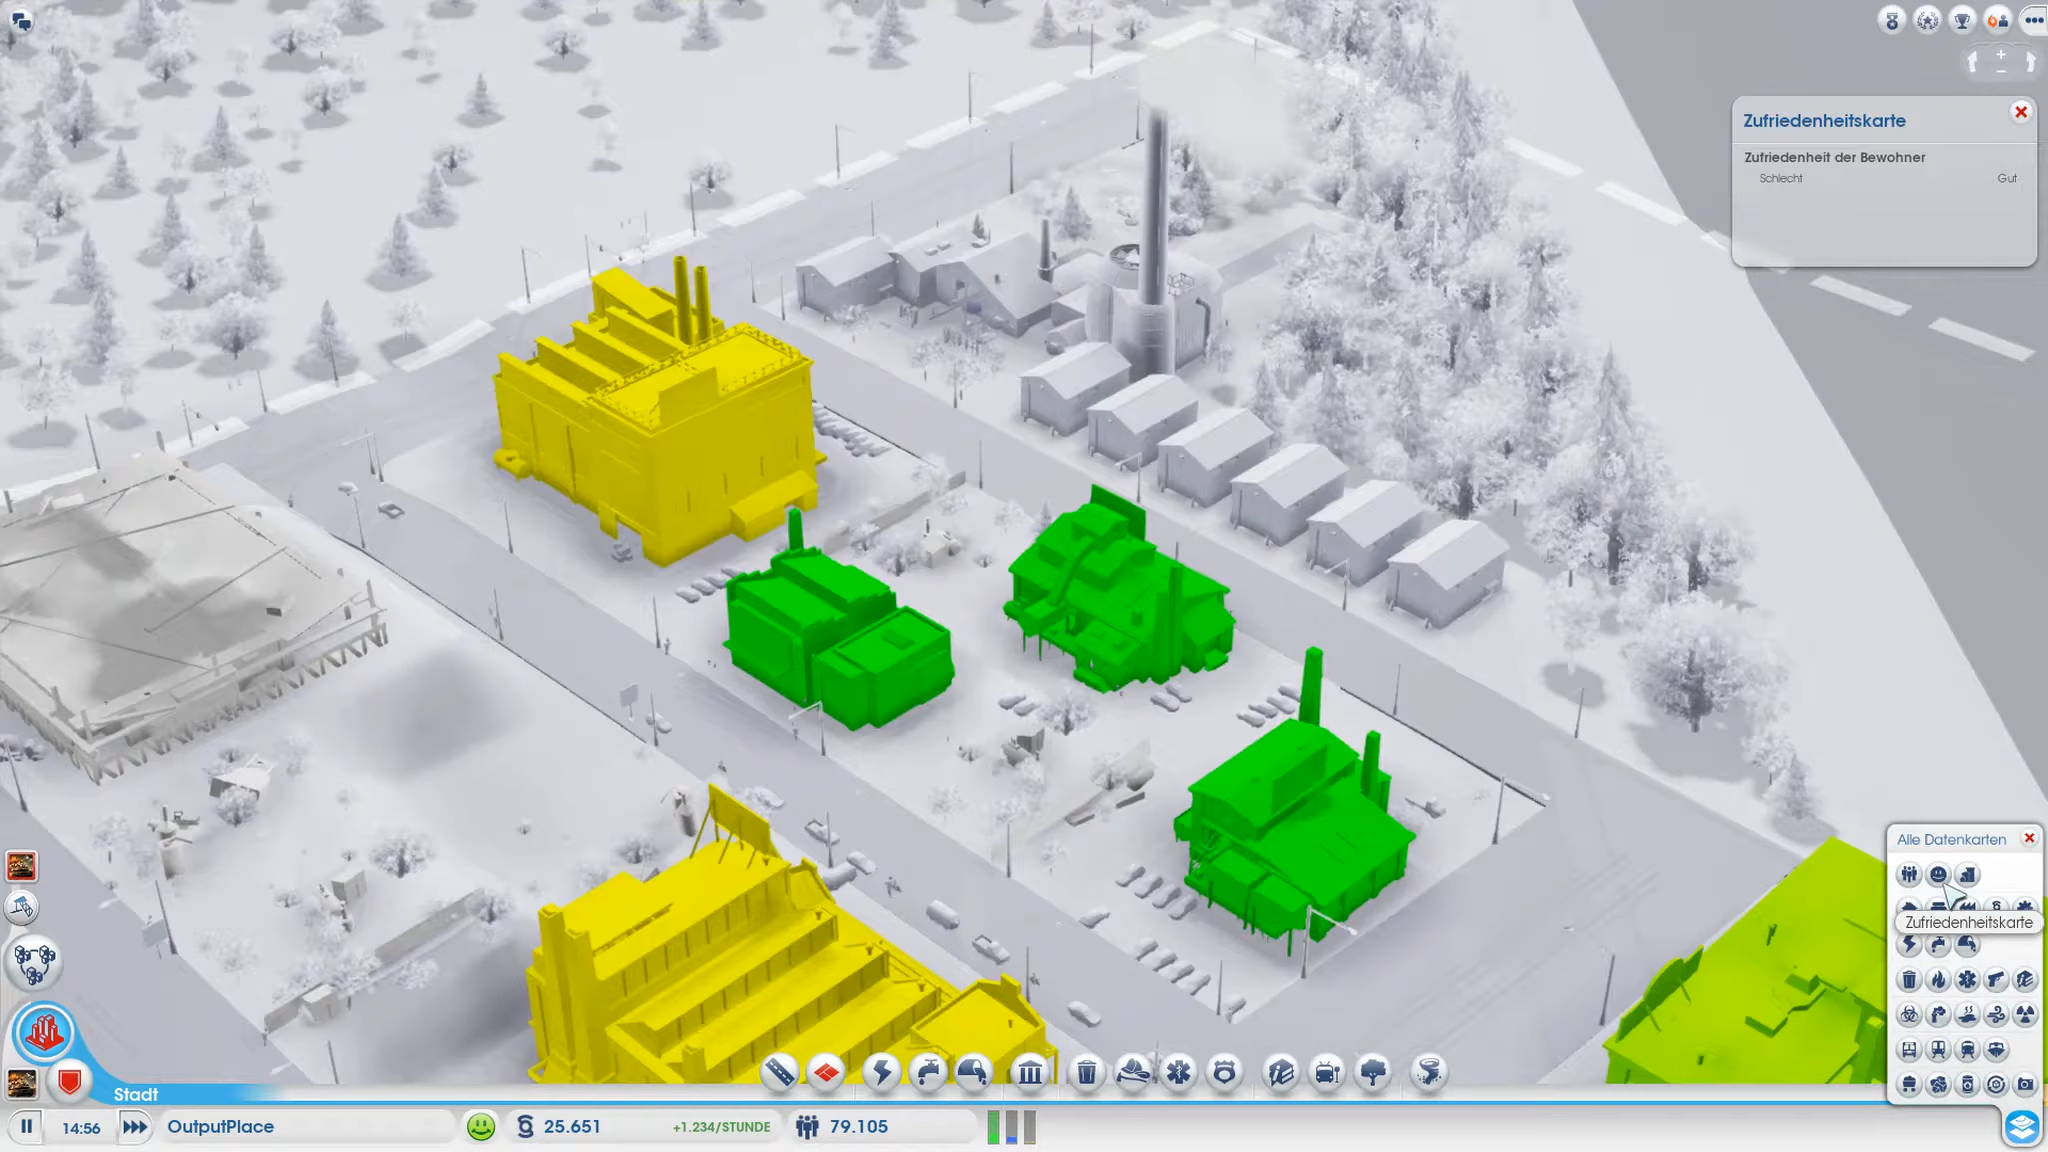 Zufriedenheitskarte
Zufriedenheit der Bewohner
Schlecht Gut
Alle Datenkarten
Zufriedenheitskarte
Stadt
14:56 OutputPlace 25.651 +1.234/STUNDE 79.105